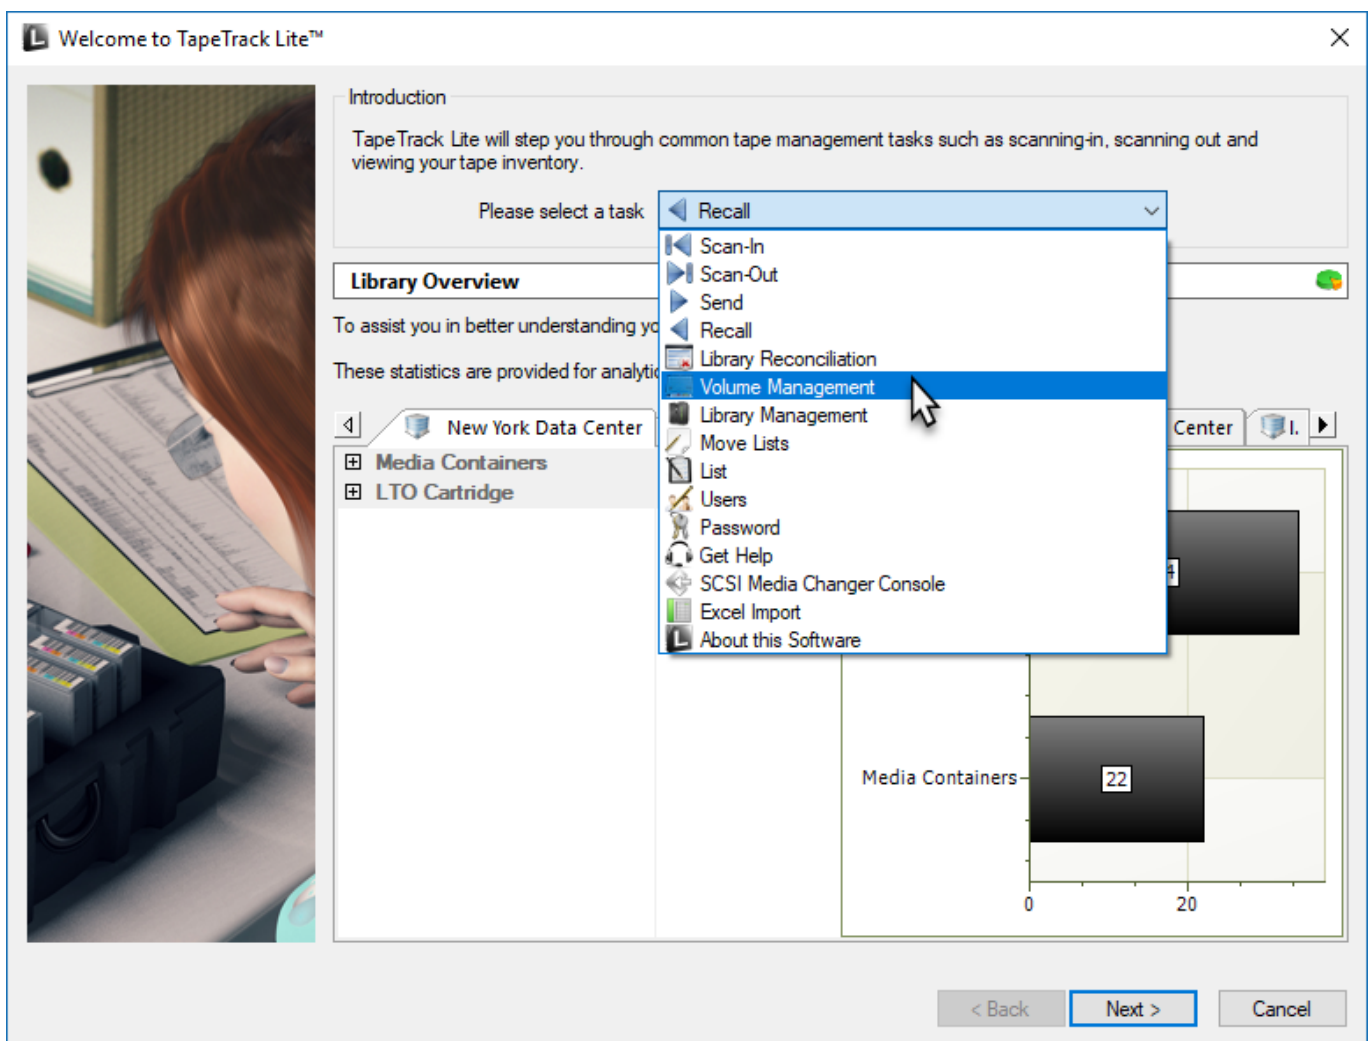 Welcome to TapeTrack Lite™
Introduction
TapeTrack Lite will step you through common tape management tasks such as scanning-in, scanning out and
viewing your tape inventory.
Please select a task
Recall
Scan-In
Scan-Out
Send
Recall
Library Reconciliation
Volume Management
Library Management
Move Lists
List
Users
Password
Get Help
SCSI Media Changer Console
Excel Import
About this Software
Library Overview
To assist you in better understanding
These statistics are provided for
New York Data Center
Center
I.
Media Containers
LTO Cartridge
4
Media Containers
22
0
20
< Back
Next >
Cancel